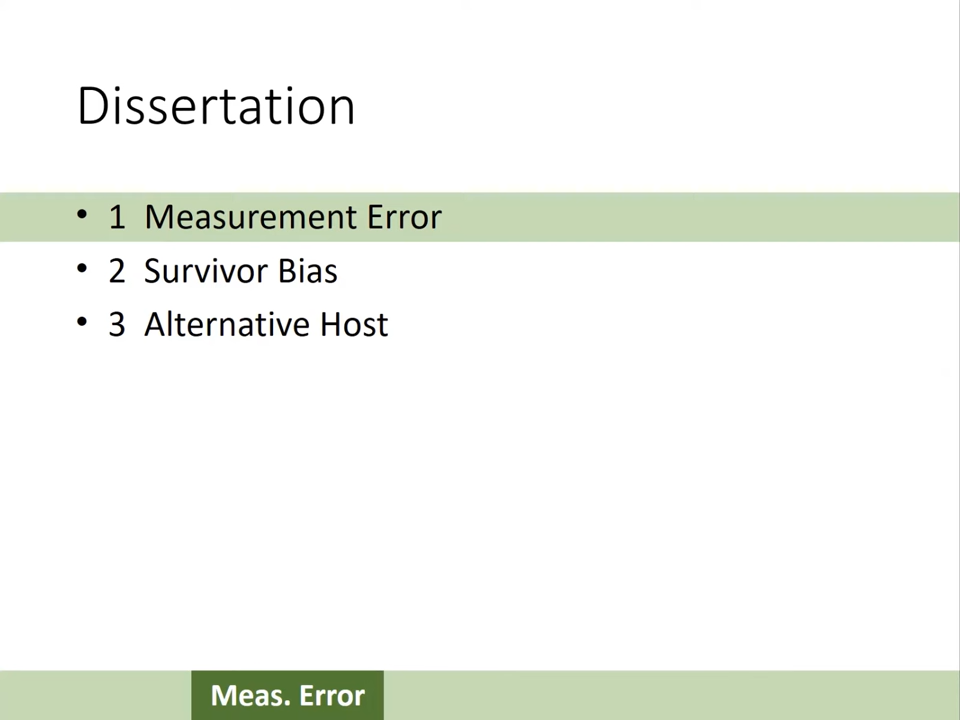 Dissertation
• 1 Measurement Error
• 2 Survivor Bias
• 3 Alternative Host
Meas. Error